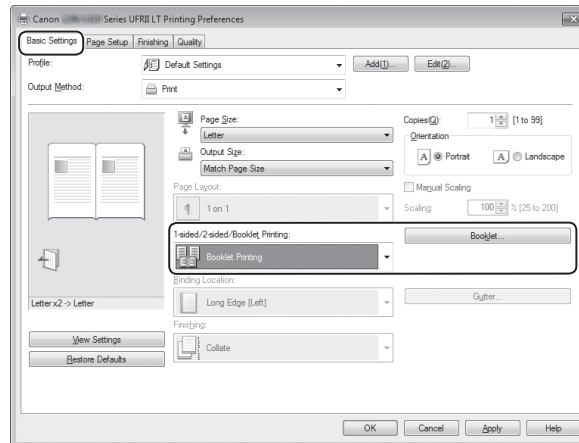 Canon Series UFRII LT Printing Preferences
Basic Settings Page Setup Finishing Quality
Profile: Default Settings Add(1)... Edit(2)...
Output Method: Print
Page Size: Copies(Q): 1 [1 to 99]
Letter Orientation
Output Size: A Portrait A Landscape
Match Page Size
Page Layout: Manual Scaling
1 on 1 Scaling: 100 % [25 to 200]
1-sided/2-sided/Booklet Printing: Booklet...
Booklet Printing
Binding Location:
Letter x2 -> Letter Long Edge [Left] Gutter...
Finishing:
View Settings Collate
Restore Defaults
OK Cancel Apply Help